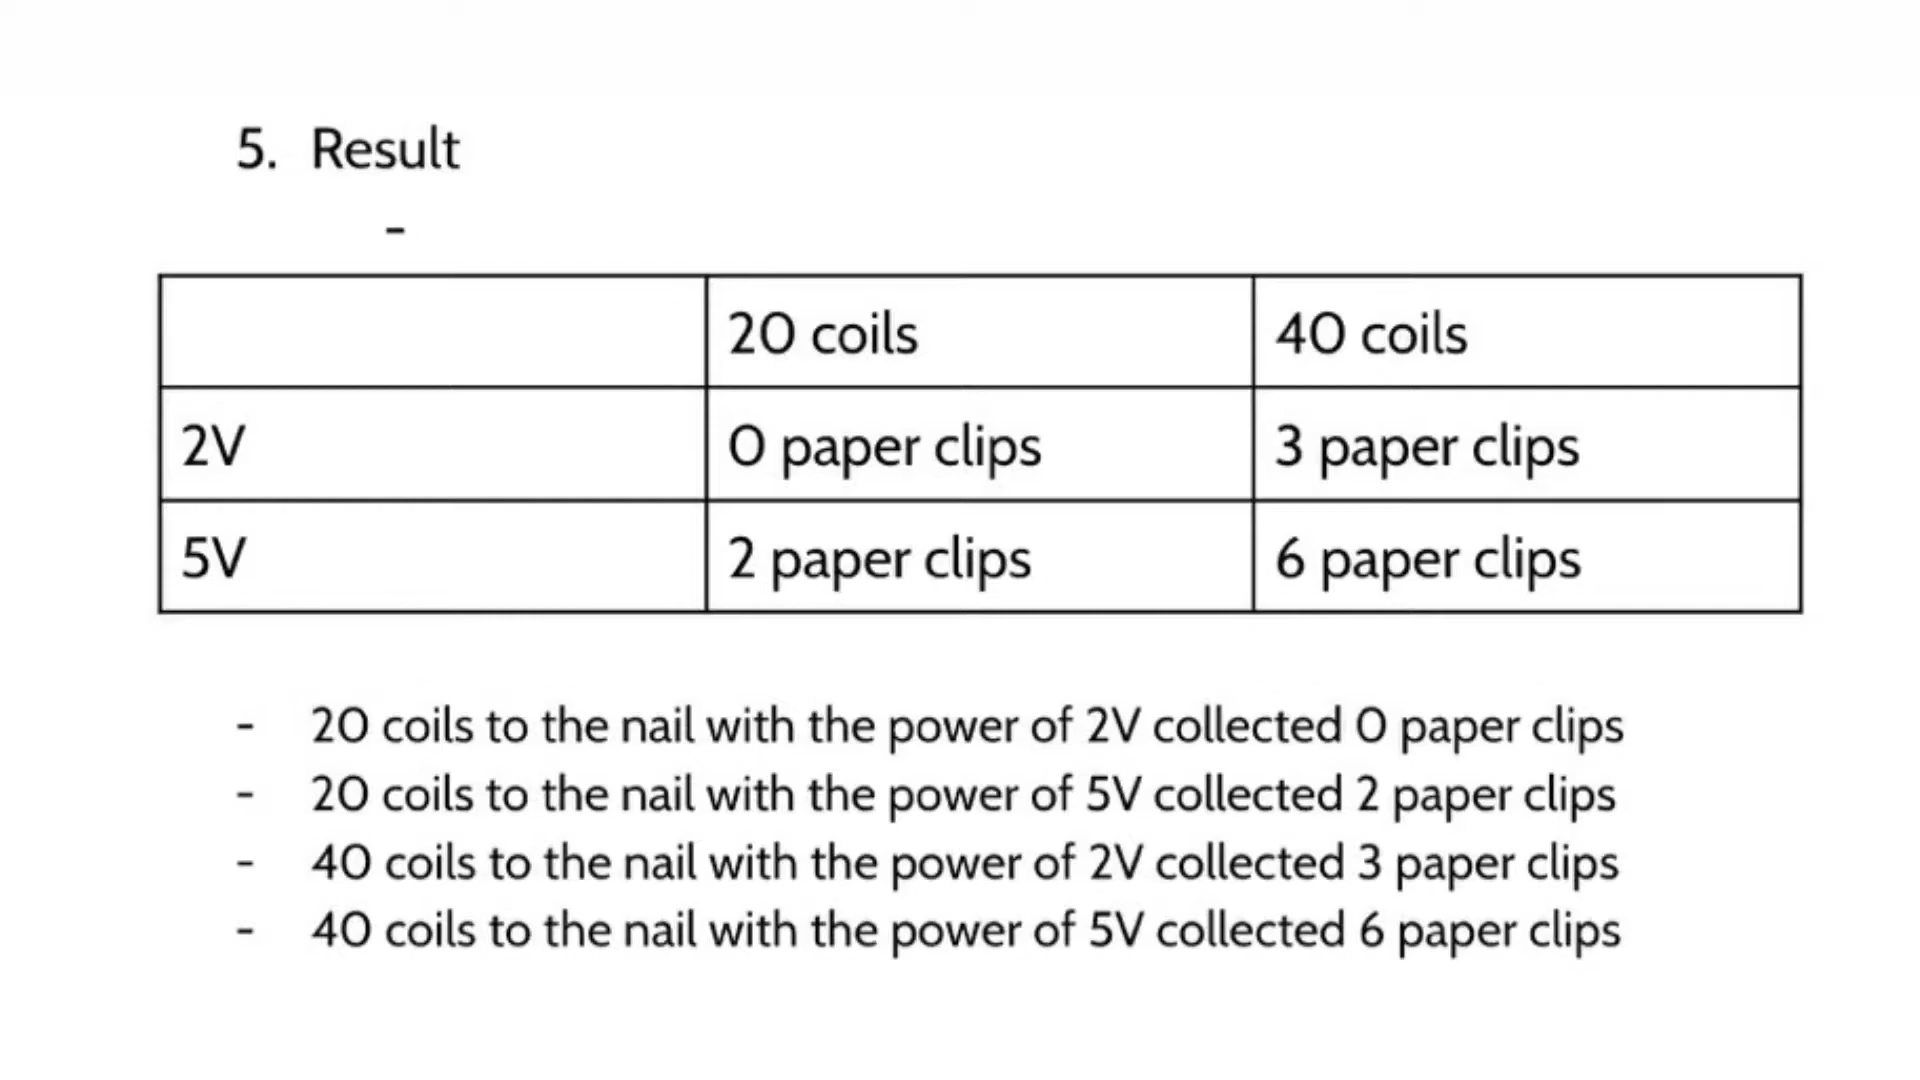 5. Result
-
20 coils 40 coils
2V 0 paper clips 3 paper clips
5V 2 paper clips 6 paper clips
- 20 coils to the nail with the power of 2V collected 0 paper clips
- 20 coils to the nail with the power of 5V collected 2 paper clips
- 40 coils to the nail with the power of 2V collected 3 paper clips
- 40 coils to the nail with the power of 5V collected 6 paper clips